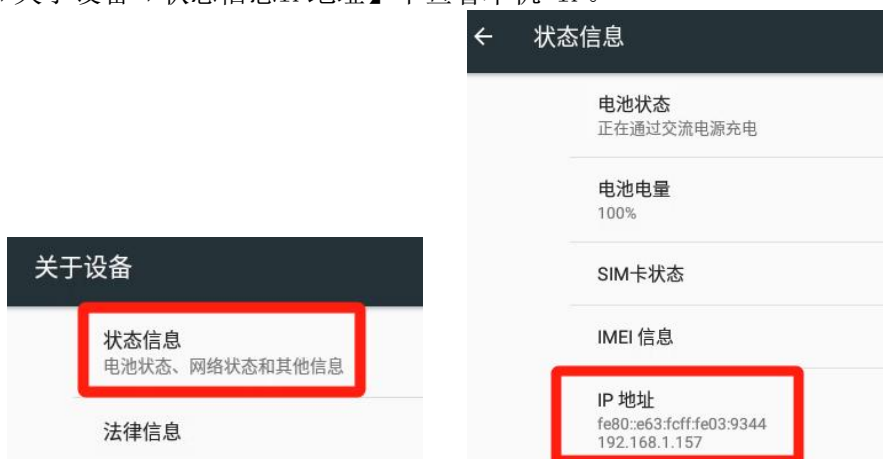 关于设备
状态信息
电池状态、网络状态和其他信息
法律信息
状态信息
电池状态
正在通过交流电源充电
电池电量
100%
SIM卡状态
IMEI 信息
IP 地址
fe80::e63:fcff:fe03:9344
192.168.1.157